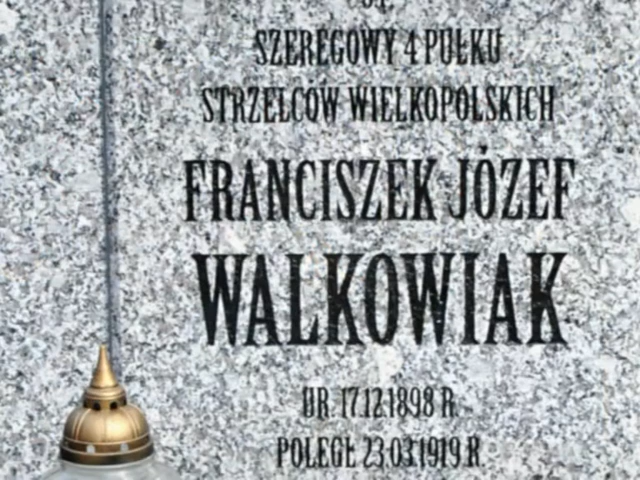 SZEREGOWY 4 PUŁKU
STRZELCÓW WIELKOPOLSKICH
FRANCISZEK JÓZEF
WALKOWIAK
UR. 17.12.1898 R.
POLEGŁ 23.03.1919 R.